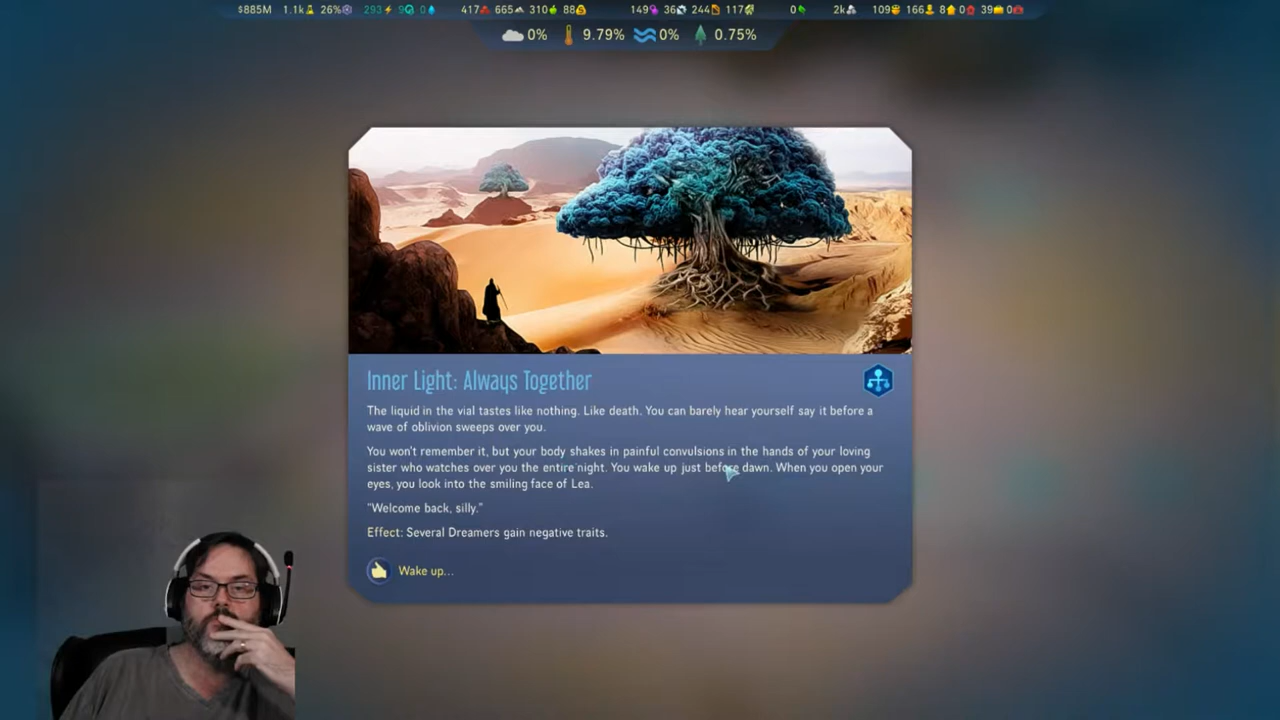 $885M 1.1k 26% 293 9 0 417 665 310 88 149 36 244 117 0 2k 109 166 8 0 39 0
0% 9.79% 0% 0.75%
Inner Light: Always Together
The liquid in the vial tastes like nothing. Like death. You can barely hear yourself say it before a
wave of oblivion sweeps over you.
You won't remember it, but your body shakes in painful convulsions in the hands of your loving
sister who watches over you the entire night. You wake up just before dawn. When you open your
eyes, you look into the smiling face of Lea.
"Welcome back, silly."
Effect: Several Dreamers gain negative traits.
Wake up...